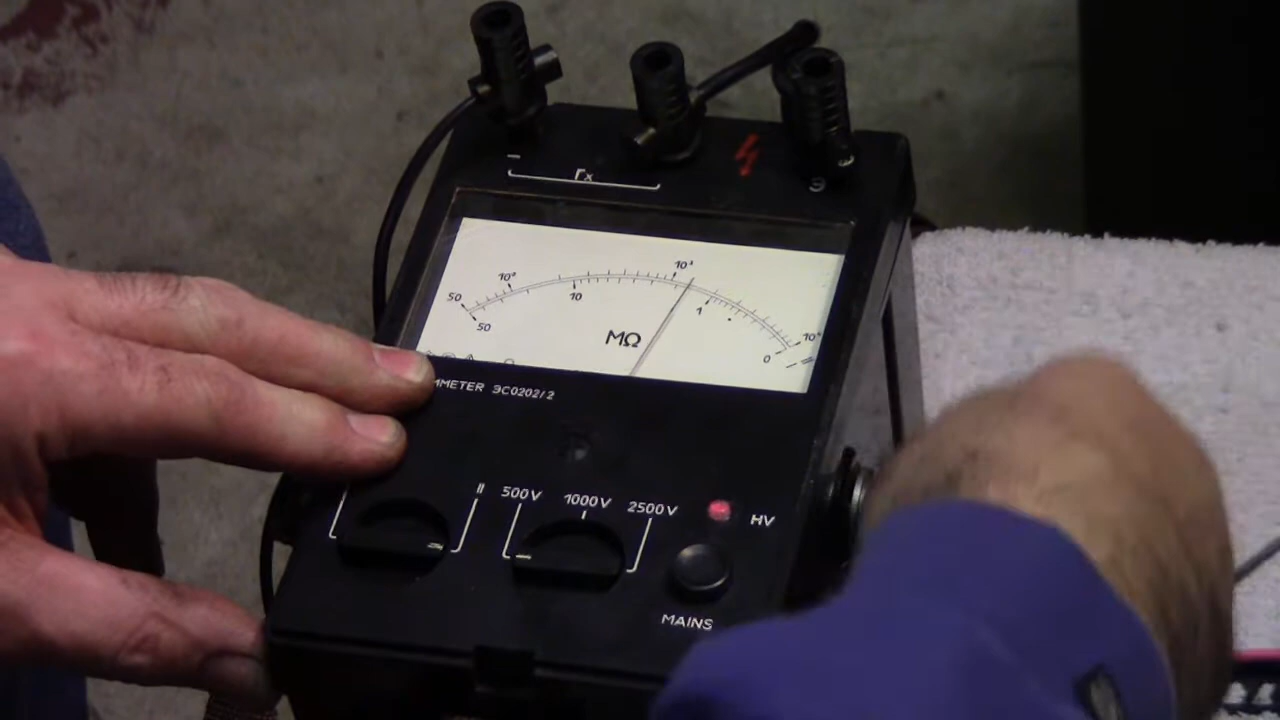 −
rx
Э
10²
10³
10⁴
50
50
10
1
0
MΩ
METER ЭС0202/2
II
500V
1000V
2500V
HV
MAINS